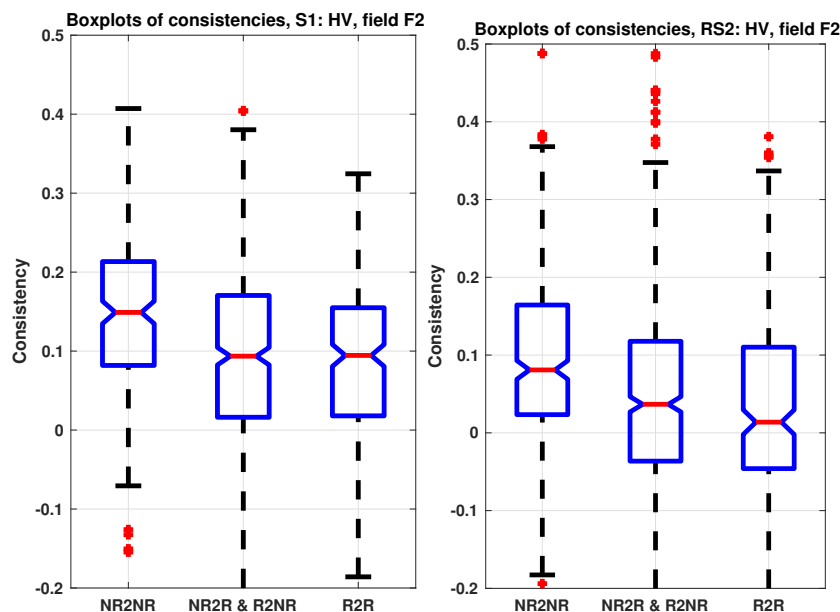 Boxplots of consistencies, S1: HV, field F2
Consistency
0.5
0.4
0.3
0.2
0.1
0
-0.1
-0.2
NR2NR
NR2R & R2NR
R2R
Boxplots of consistencies, RS2: HV, field F2
Consistency
0.5
0.4
0.3
0.2
0.1
0
-0.1
-0.2
NR2NR
NR2R & R2NR
R2R